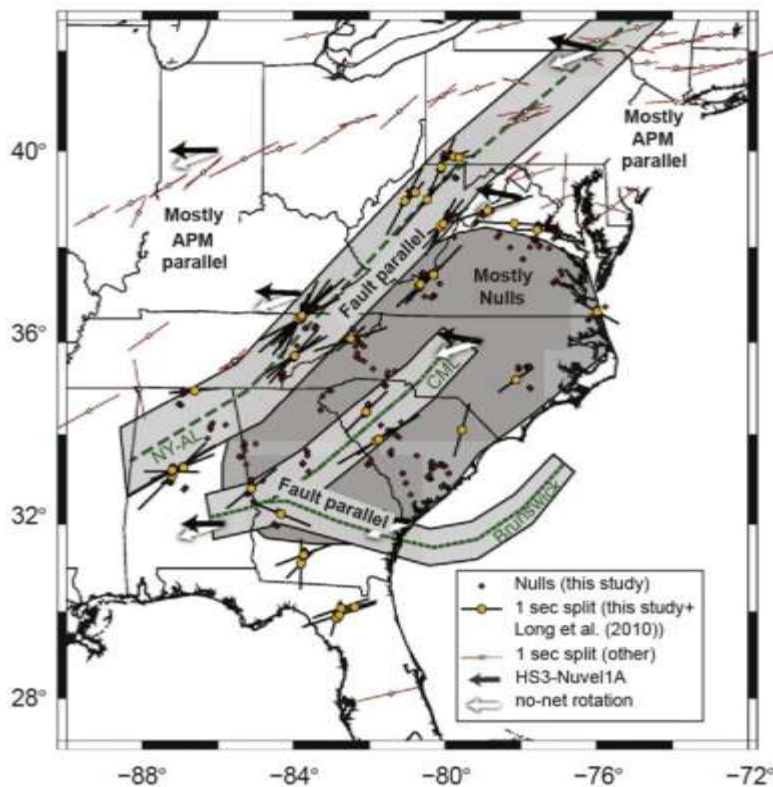 40°
36°
32°
28°
Mostly
APM
parallel
Mostly
APM
parallel
Fault parallel
Mostly
Nulls
CML
NY-AL
Fault parallel
Brunswick
Nulls (this study)
1 sec split (this study+
Long et al. (2010))
1 sec split (other)
HS3-Nuvel1A
no-net rotation
−88°
−84°
−80°
−76°
−72°